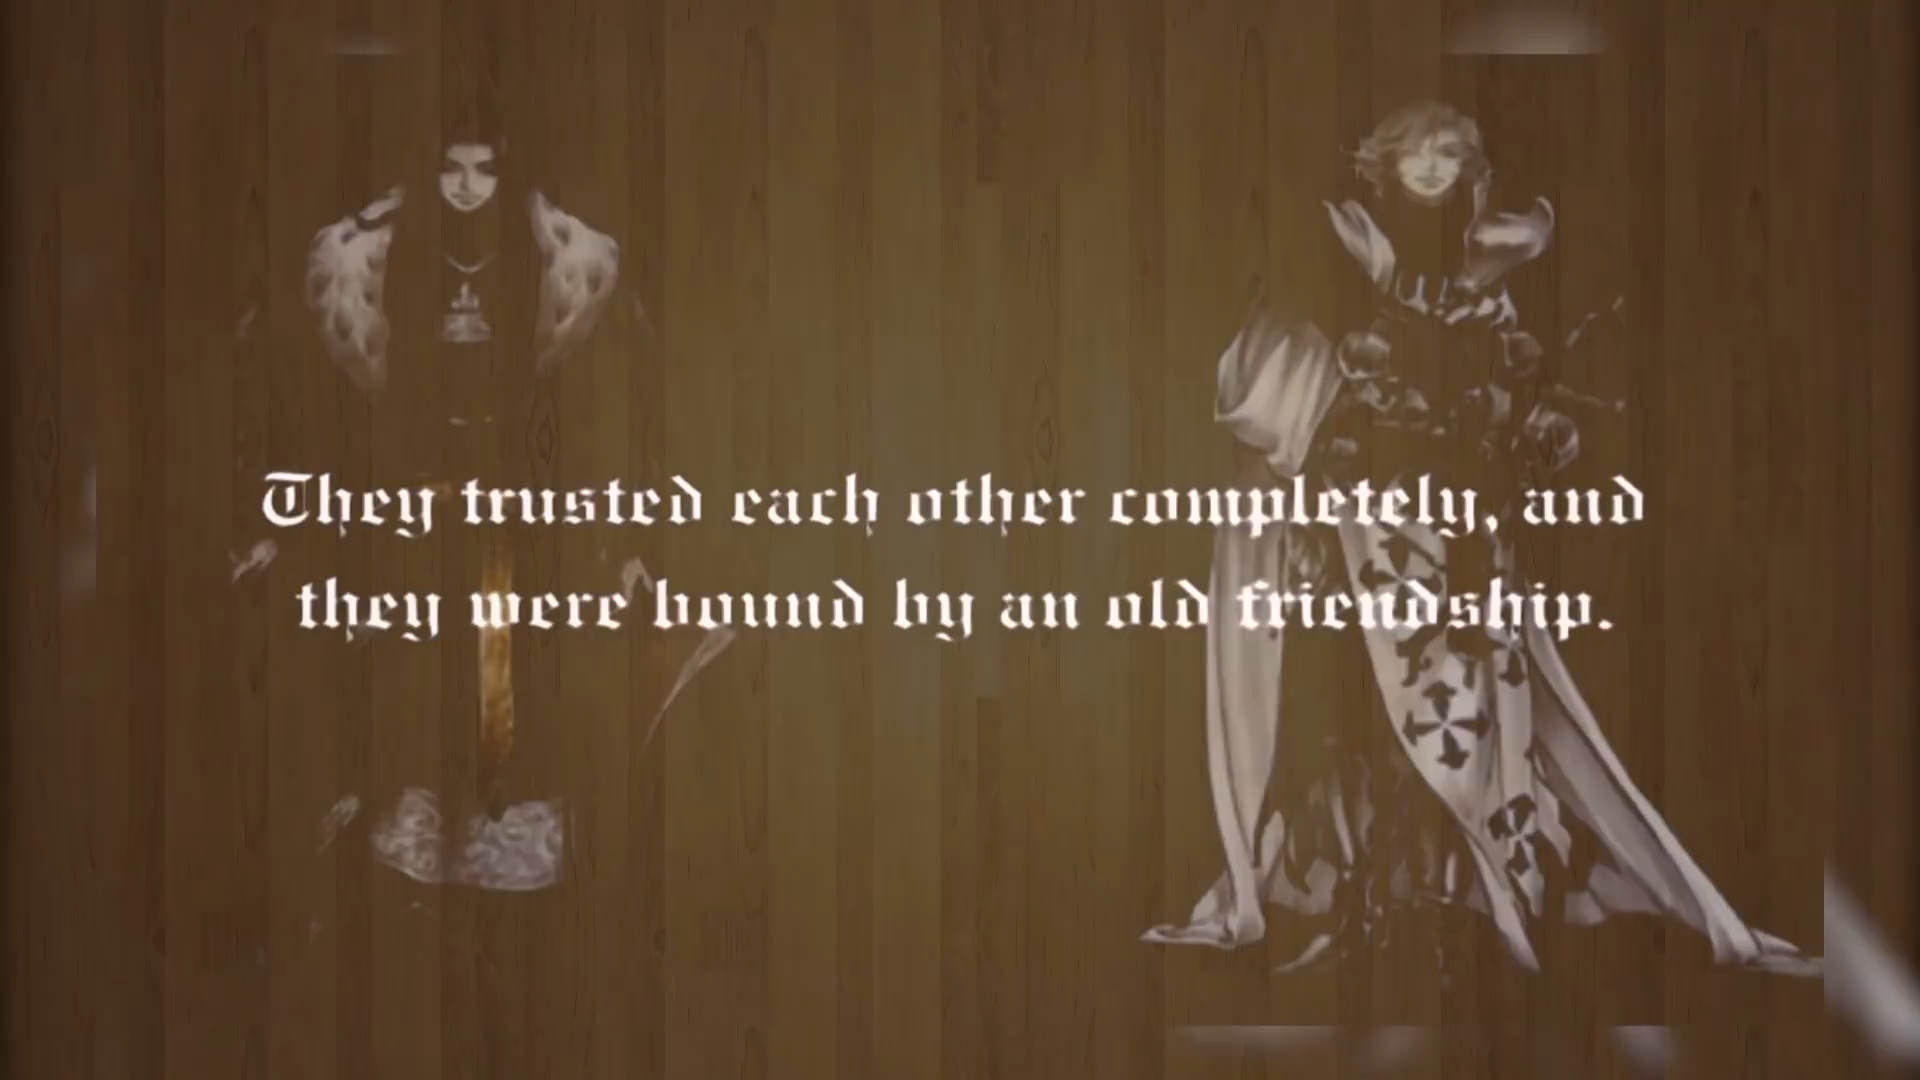 They trusted each other completely, and
they were bound by an old friendship.